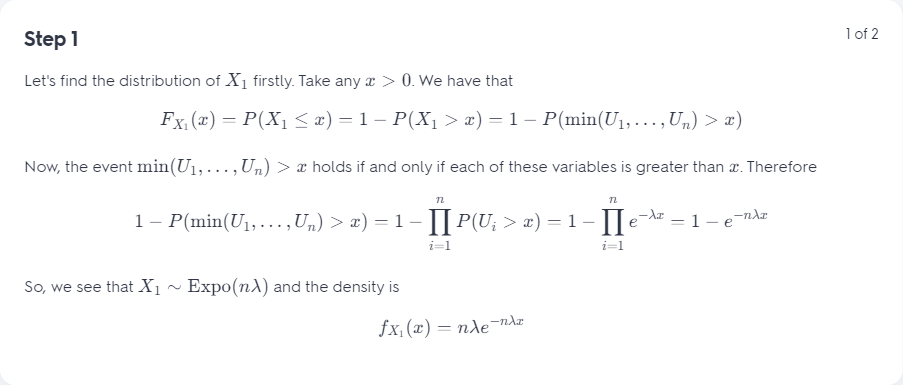 Step 1
1 of 2
Let's find the distribution of X₁ firstly. Take any x > 0. We have that
F_{X₁}(x) = P(X₁ ≤ x) = 1 − P(X₁ > x) = 1 − P(min(U₁, . . . , Uₙ) > x)
Now, the event min(U₁, . . . , Uₙ) > x holds if and only if each of these variables is greater than x. Therefore
1 − P(min(U₁, . . . , Uₙ) > x) = 1 − ∏_{i=1}^{n} P(Uᵢ > x) = 1 − ∏_{i=1}^{n} e^{−λx} = 1 − e^{−nλx}
So, we see that X₁ ∼ Expo(nλ) and the density is
f_{X₁}(x) = nλe^{−nλx}